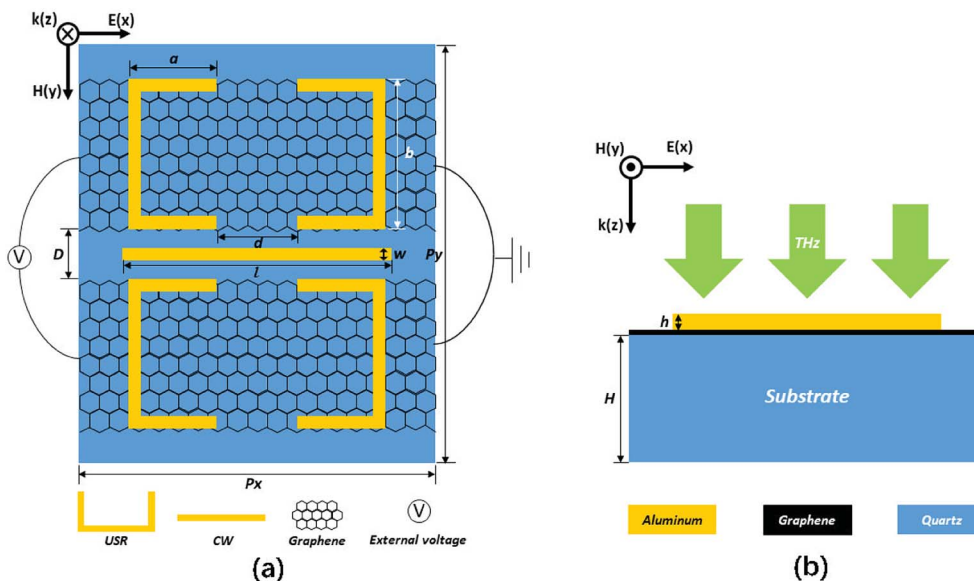 k(z)
E(x)
H(y)
a
b
V
D
d
w
Py
l
Px
V
USR
CW
Graphene
External voltage
(a)
H(y)
E(x)
k(z)
THz
h
H
Substrate
Aluminum
Graphene
Quartz
(b)